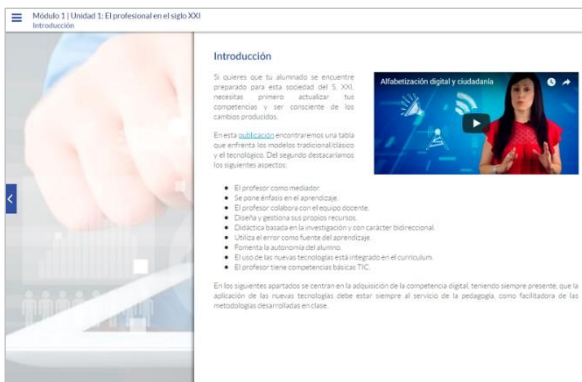 Módulo 1 | Unidad 1: El profesional en el siglo XXI
Introducción
Introducción
Si quieres que tu alumnado se encuentre
preparado para esta sociedad del S. XXI,
necesitas primero actualizar tus
competencias y ser consciente de los
cambios producidos.
En esta publicación encontraremos una tabla
que enfrenta los modelos tradicional/clásico
y el tecnológico. Del segundo destacaríamos
los siguientes aspectos:
Alfabetización digital y ciudadanía
● El profesor como mediador.
● Se pone énfasis en el aprendizaje.
● El profesor colabora con el equipo docente.
● Diseña y gestiona sus propios recursos.
● Didáctica basada en la investigación y con carácter bidireccional.
● Utiliza el error como fuente del aprendizaje.
● Fomenta la autonomía del alumno.
● El uso de las nuevas tecnologías está integrado en el currículum.
● El profesor tiene competencias básicas TIC.
En los siguientes apartados se centran en la adquisición de la competencia digital, teniendo siempre presente, que la
aplicación de las nuevas tecnologías debe estar siempre al servicio de la pedagogía, como facilitadora de las
metodologías desarrolladas en clase.